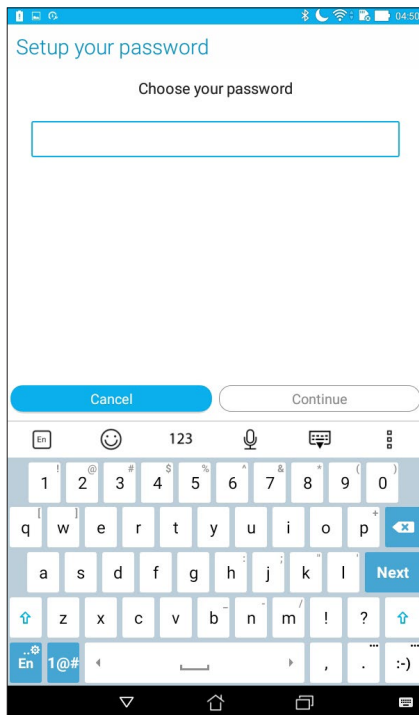 04:50
Setup your password
Choose your password
Cancel
Continue
En
123
! @ # $ % ^ & * ( )
1 2 3 4 5 6 7 8 9 0
[ ] +
q w e r t y u i o p
: ; " '
a s d f g h j k l Next
_ - /
z x c v b n m ! ?
En 1@# , . :-)